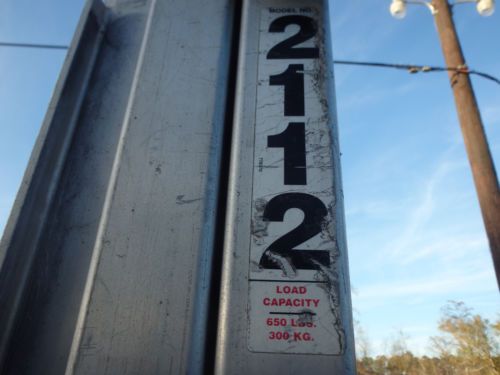 MODEL NO.
2
1
1
2
LOAD
CAPACITY
650 LBS.
300 KG.